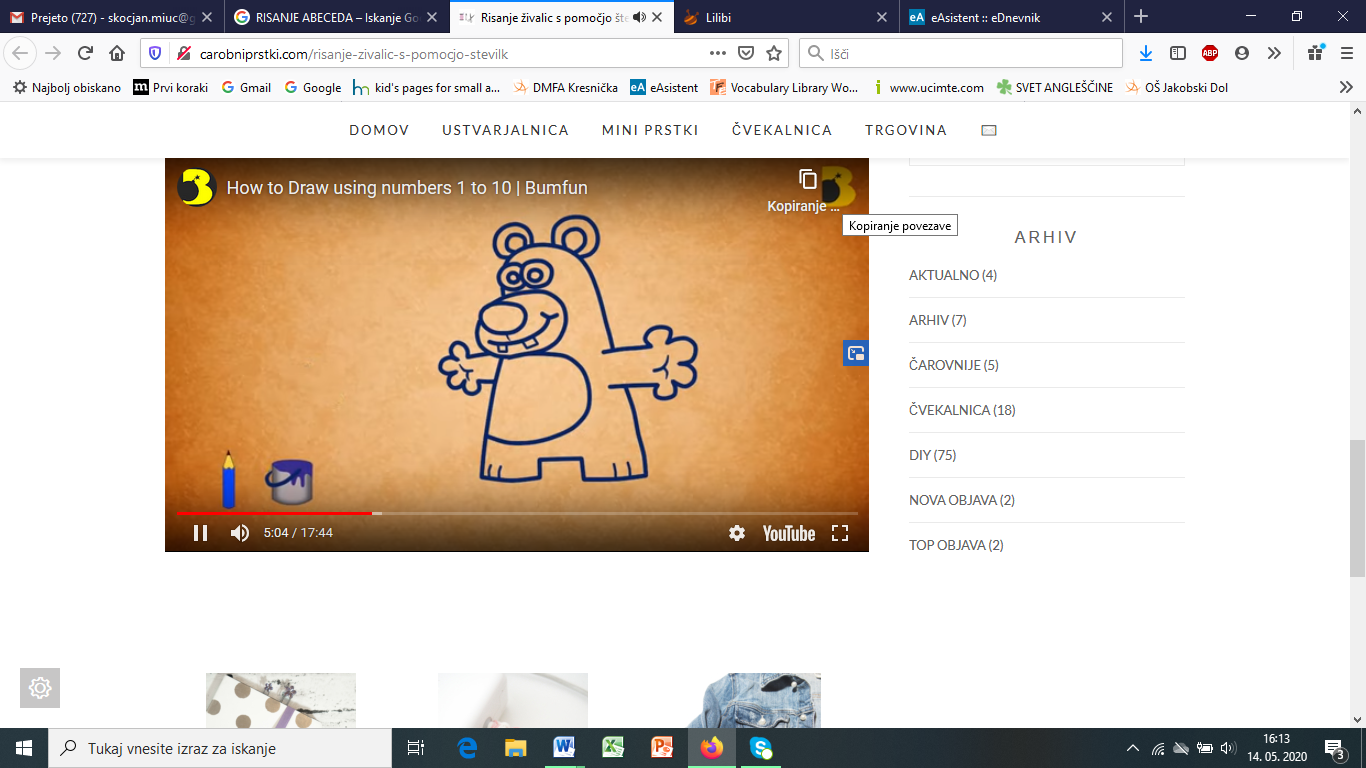 Prejeto (727) - skocjan.miuc@g
RISANJE ABECEDA – Iskanje Go
Risanje živalic s pomočjo šte
Lilibi
eAsistent :: eDnevnik
carobniprstki.com/risanje-zivalic-s-pomocjo-stevilk
Išči
Najbolj obiskano
Prvi koraki
Gmail
Google
kid's pages for small a...
DMFA Kresnička
eAsistent
Vocabulary Library Wo...
www.ucimte.com
SVET ANGLEŠČINE
OŠ Jakobski Dol
DOMOV
USTVARJALNICA
MINI PRSTKI
ČVEKALNICA
TRGOVINA
How to Draw using numbers 1 to 10 | Bumfun
Kopiranje ...
Kopiranje povezave
5:04 / 17:44
YouTube
ARHIV
AKTUALNO (4)
ARHIV (7)
ČAROVNIJE (5)
ČVEKALNICA (18)
DIY (75)
NOVA OBJAVA (2)
TOP OBJAVA (2)
Tukaj vnesite izraz za iskanje
16:13
14. 05. 2020
3